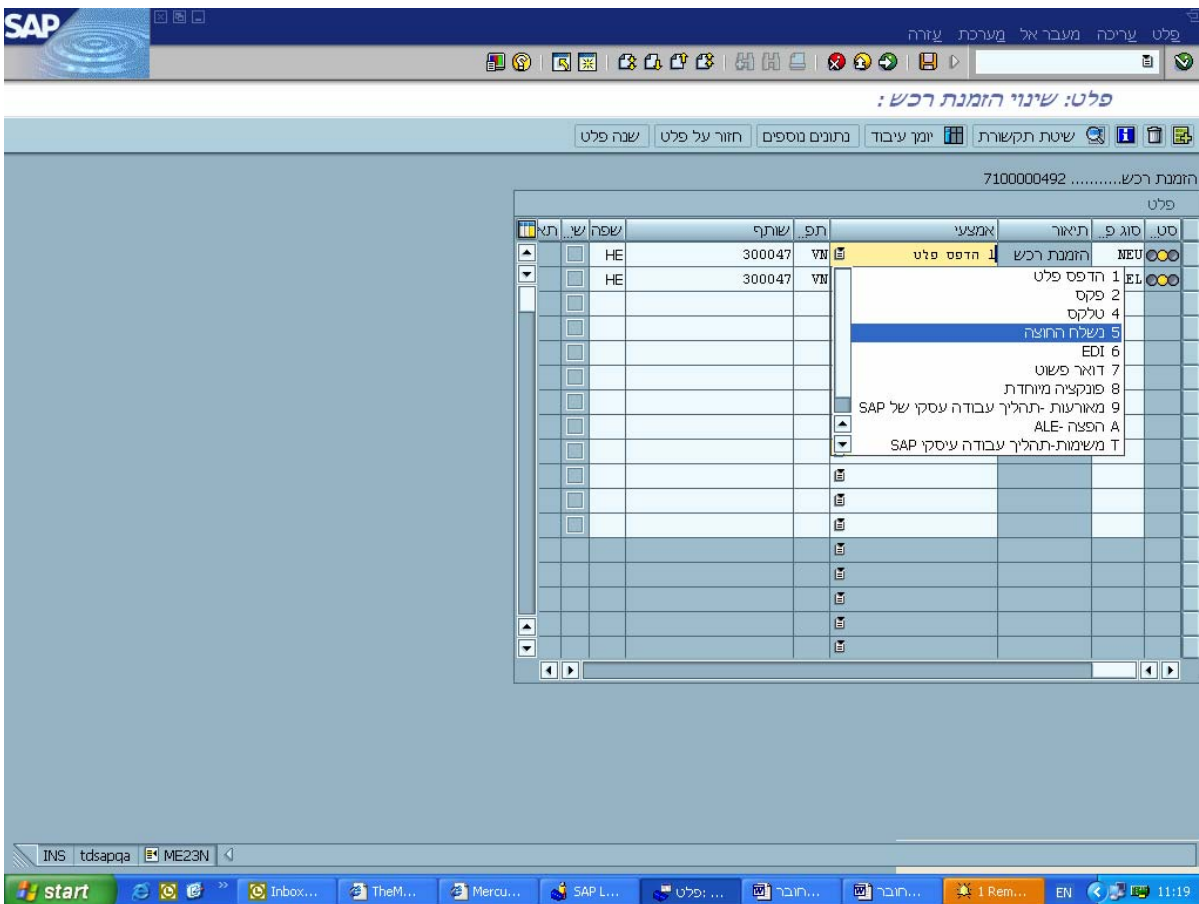 SAP
פלט עריכה מעבר אל מערכת עזרה
פלט: שינוי הזמנת רכש :
שיטת תקשורת יומן עיבוד נתונים נוספים חזור על פלט שנה פלט
הזמנת רכש........... 7100000492
פלט
סט... סוג פ... תיאור אמצעי תפ... שותף שפה שי... תא
NEU הזמנת רכש 1 הדפס פלט VN 300047 HE
EL VN 300047 HE
1 הדפס פלט
2 פקס
4 טלקס
5 נשלח החוצה
6 EDI
7 דואר פשוט
8 פונקציה מיוחדת
9 מאורעות -תהליך עבודה עסקי של SAP
A הפצה -ALE
T משימות-תהליך עבודה עיסקי SAP
INS tdsapqa ME23N
start Inbox... TheM... Mercu... SAP L... פלט: ... חובר... חובר... 1 Rem... EN 11:19